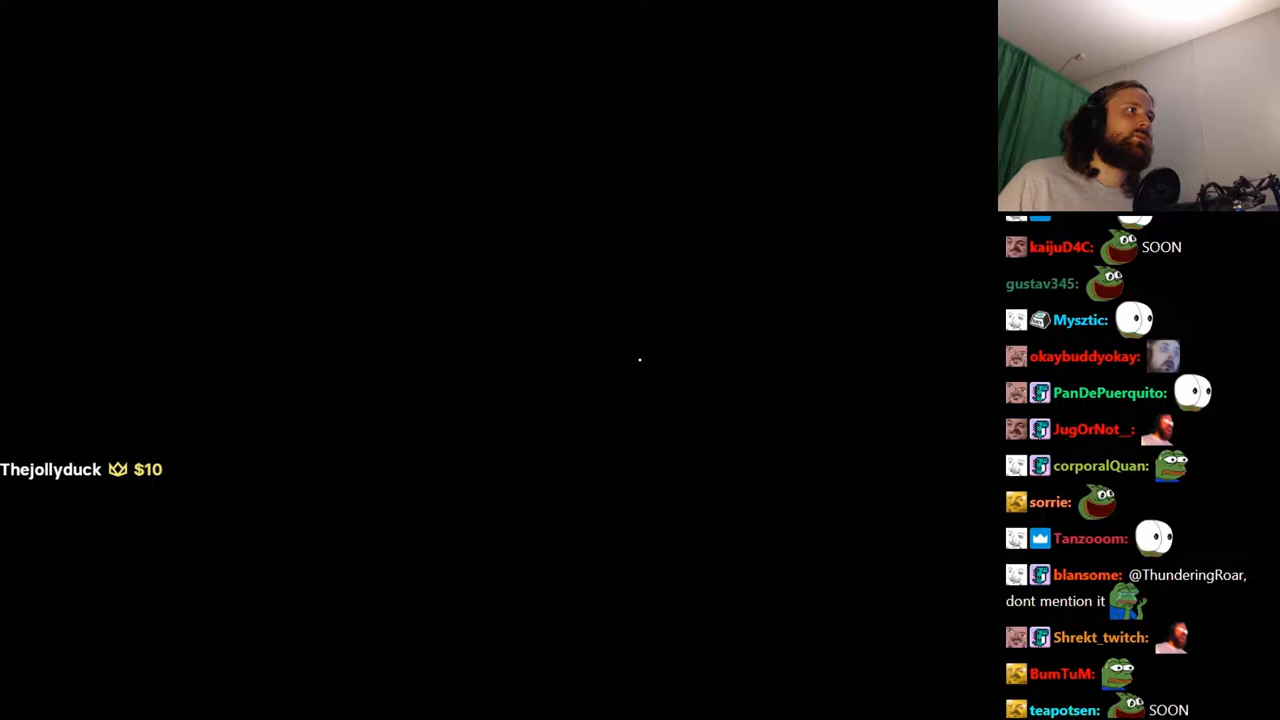 kaijuD4C: SOON
gustav345:
Mysztic:
okaybuddyokay:
PanDePuerquito:
JugOrNot__:
corporalQuan:
Thejollyduck $10
sorrie:
Tanzooom:
blansome: @ThunderingRoar,
dont mention it
Shrekt_twitch:
BumTuM:
teapotsen: SOON